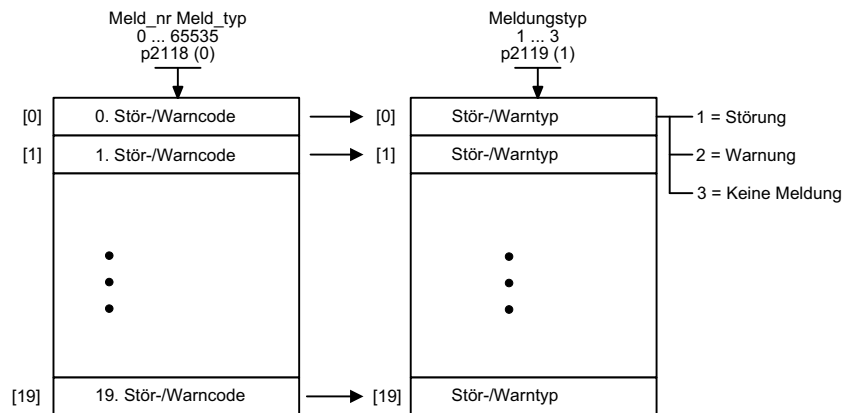 Meld_nr Meld_typ
0 ... 65535
p2118 (0)
Meldungstyp
1 ... 3
p2119 (1)
[0] 0. Stör-/Warncode [0] Stör-/Warntyp 1 = Störung
[1] 1. Stör-/Warncode [1] Stör-/Warntyp 2 = Warnung
3 = Keine Meldung
[19] 19. Stör-/Warncode [19] Stör-/Warntyp